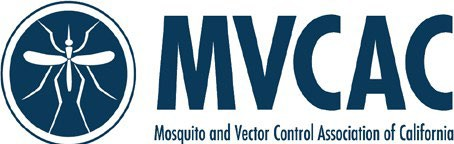 MVCAC
Mosquito and Vector Control Association of California